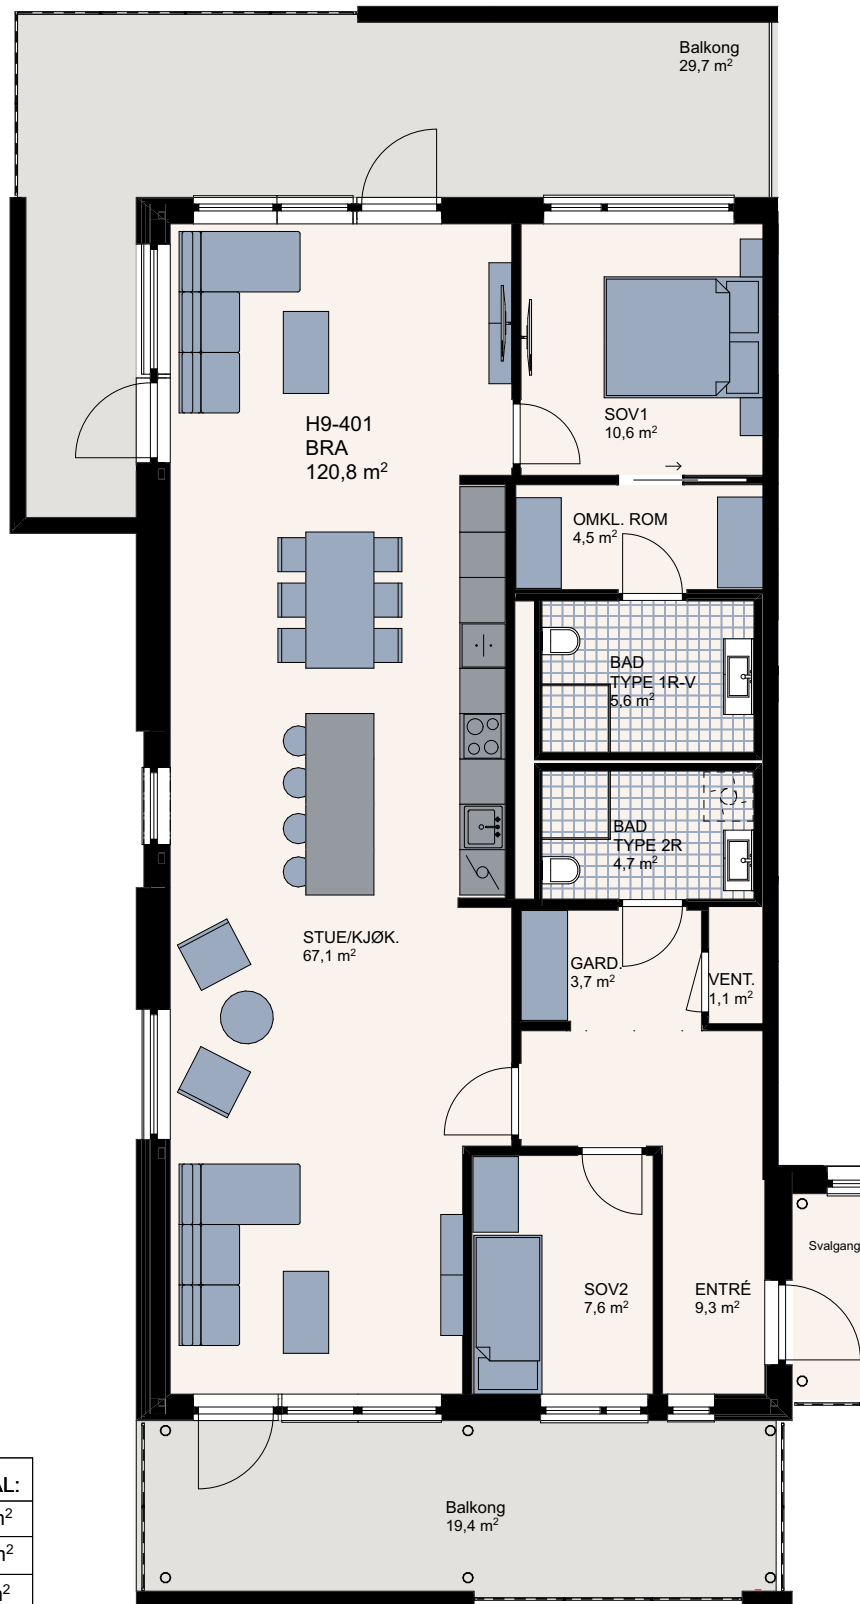 Balkong
29,7 m²
H9-401
BRA
120,8 m²
SOV1
10,6 m²
OMKL. ROM
4,5 m²
BAD
TYPE 1R-V
5,6 m²
BAD
TYPE 2R
4,7 m²
STUE/KJØK.
67,1 m²
GARD.
3,7 m²
VENT.
1,1 m²
Svalgang
SOV2
7,6 m²
ENTRÉ
9,3 m²
Balkong
19,4 m²
AL:
m²
m²
m²